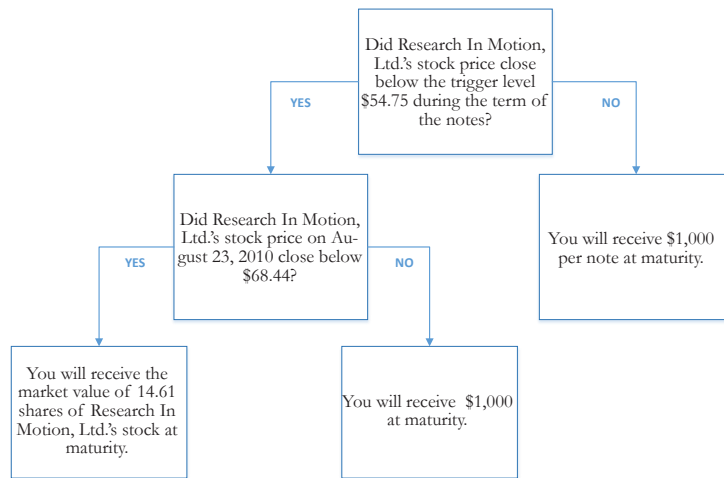 Did Research In Motion,
Ltd.'s stock price close
below the trigger level
$54.75 during the term of
the notes?
YES
NO
Did Research In Motion,
Ltd.'s stock price on Au-
gust 23, 2010 close below
$68.44?
You will receive $1,000
per note at maturity.
YES
NO
You will receive the
market value of 14.61
shares of Research In
Motion, Ltd.'s stock at
maturity.
You will receive $1,000
at maturity.